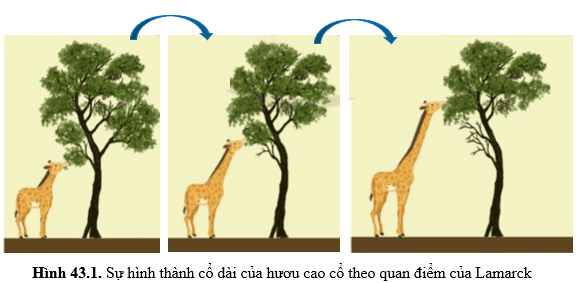 Hình 43.1. Sự hình thành cổ dài của hươu cao cổ theo quan điểm của Lamarck